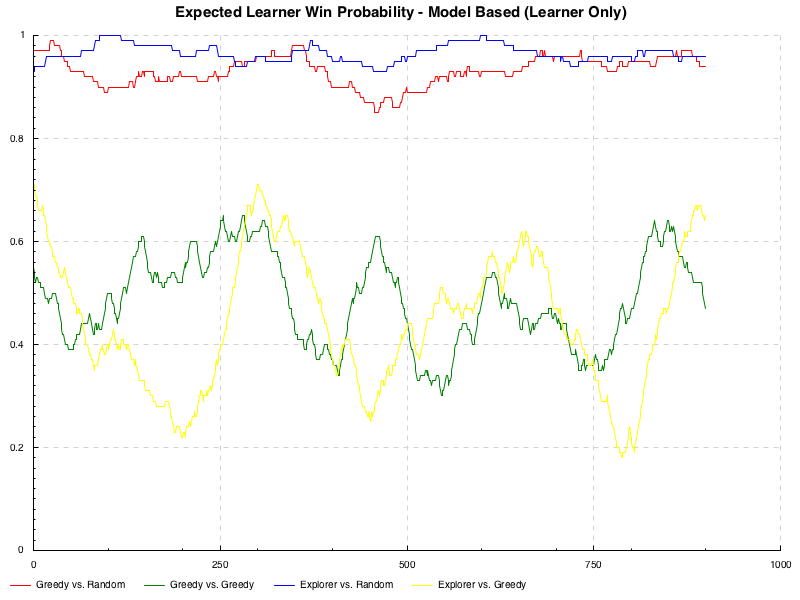 Expected Learner Win Probability - Model Based (Learner Only)
1
0.8
0.6
0.4
0.2
0
0 250 500 750 1000
Greedy vs. Random Greedy vs. Greedy Explorer vs. Random Explorer vs. Greedy